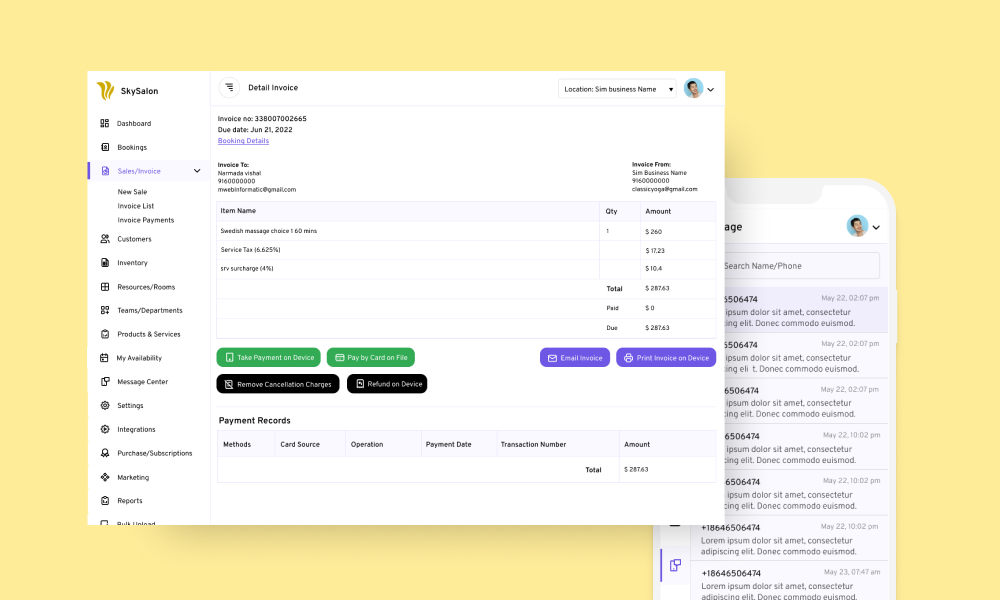 SkySalon
Detail Invoice
Location: Sim business Name
Dashboard
Bookings
Sales/Invoice
New Sale
Invoice List
Invoice Payments
Customers
Inventory
Resources/Rooms
Teams/Departments
Products & Services
My Availability
Message Center
Settings
Integrations
Purchase/Subscriptions
Marketing
Reports
Bulk Upload
Invoice no: 338007002665
Due date: Jun 21, 2022
Booking Details
Invoice To:
Narmada vishal
9160000000
mwebinformatic@gmail.com
Invoice From:
Sim Business Name
9160000000
classicyoga@gmail.com
Item Name Qty Amount
Swedish massage choice 1 60 mins 1 $ 260
Service Tax (6.625%) $ 17.23
srv surcharge (4%) $ 10.4
Total $ 287.63
Paid $ 0
Due $ 287.63
Take Payment on Device Pay by Card on File Email Invoice Print Invoice on Device
Remove Cancellation Charges Refund on Device
Payment Records
Methods Card Source Operation Payment Date Transaction Number Amount
Total $ 287.63
age
Search Name/Phone
6506474 May 22, 02:07 pm
ipsum dolor sit amet, consectetur
cing elit. Donec commodo euismod.
6506474 May 22, 02:07 pm
ipsum dolor sit amet, consectetur
cing eli t. Donec commodo euismod.
6506474 May 22, 02:07 pm
ipsum dolor sit amet, consectetur
cing elit. Donec commodo euismod.
6506474 May 22, 10:02 pm
ipsum dolor sit amet, consectetur
cing elit. Donec commodo euismod.
6506474 May 22, 10:02 pm
ipsum dolor sit amet, consectetur
cing elit. Donec commodo euismod.
+18646506474 May 22, 10:02 pm
Lorem ipsum dolor sit amet, consectetur
adipiscing elit. Donec commodo euismod.
+18646506474 May 23, 07:47 am
Lorem ipsum dolor sit amet, consectetur
adipiscing elit. Donec commodo euismod.